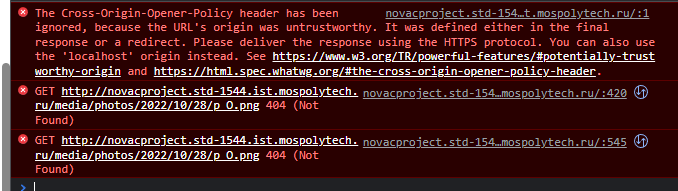 The Cross-Origin-Opener-Policy header has been novacproject.std-154…t.mospolytech.ru/:1
ignored, because the URL's origin was untrustworthy. It was defined either in the final
response or a redirect. Please deliver the response using the HTTPS protocol. You can also use
the 'localhost' origin instead. See https://www.w3.org/TR/powerful-features/#potentially-trust
worthy-origin and https://html.spec.whatwg.org/#the-cross-origin-opener-policy-header.
GET http://novacproject.std-1544.ist.mospolytech. novacproject.std-154…mospolytech.ru/:420
ru/media/photos/2022/10/28/p_O.png 404 (Not
Found)
GET http://novacproject.std-1544.ist.mospolytech. novacproject.std-154…mospolytech.ru/:545
ru/media/photos/2022/10/28/p_O.png 404 (Not
Found)